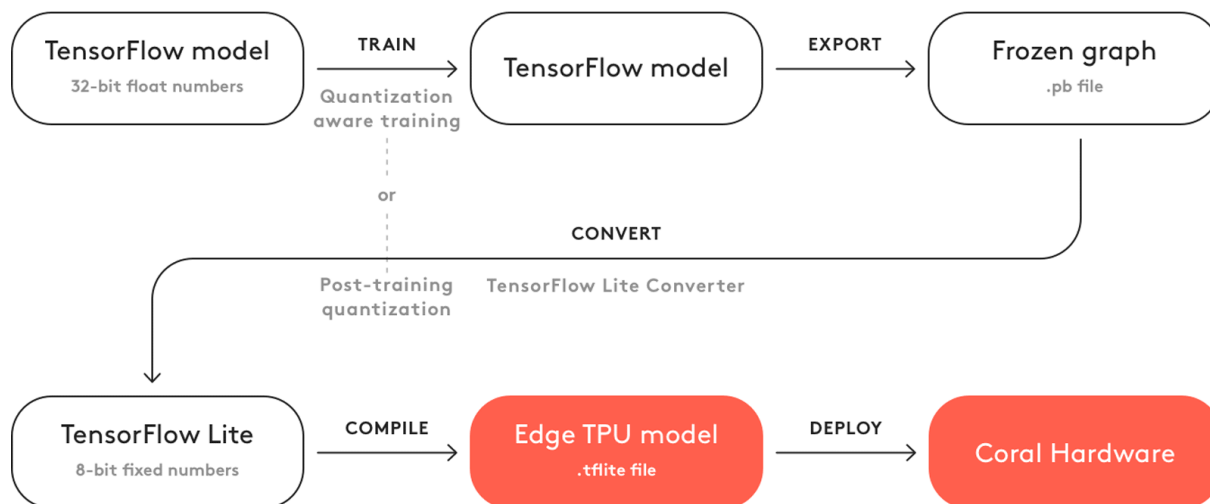 TensorFlow model
32-bit float numbers
TRAIN
Quantization
aware training
TensorFlow model
EXPORT
Frozen graph
.pb file
or
CONVERT
Post-training
quantization
TensorFlow Lite Converter
TensorFlow Lite
8-bit fixed numbers
COMPILE
Edge TPU model
.tflite file
DEPLOY
Coral Hardware